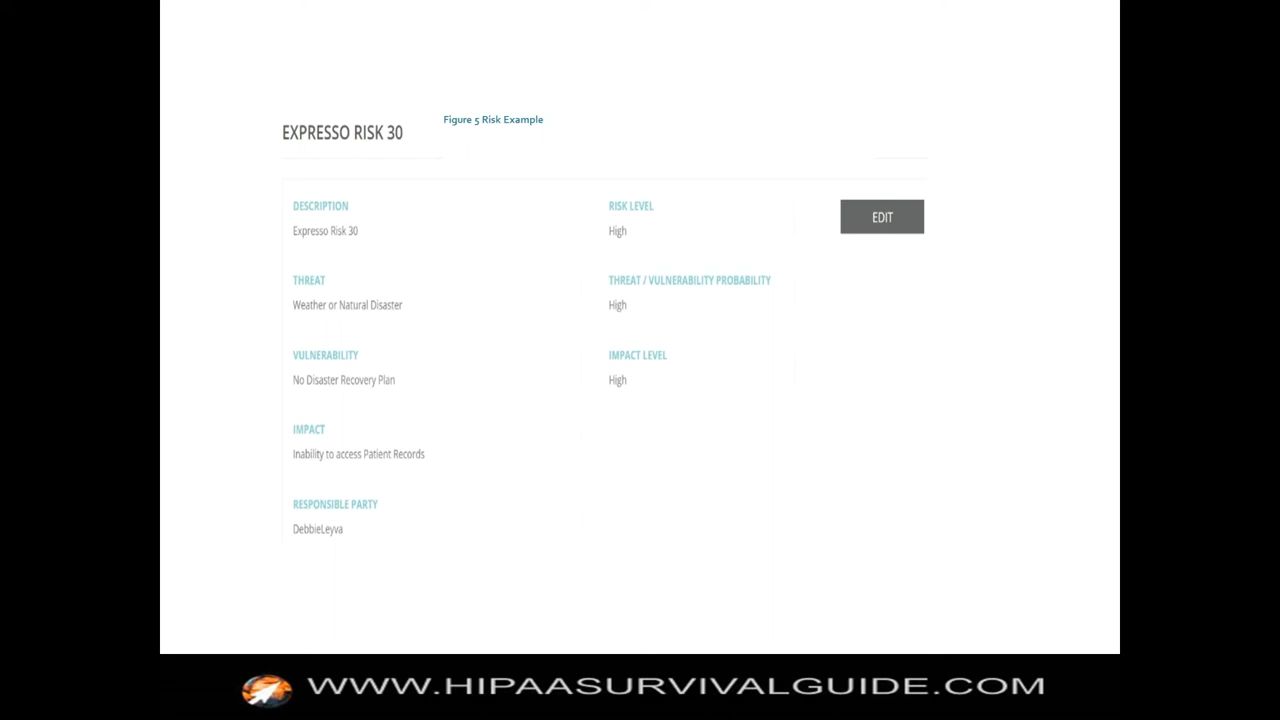 Figure 5 Risk Example
EXPRESSO RISK 30
DESCRIPTION
Expresso Risk 30
RISK LEVEL
High
EDIT
THREAT
Weather or Natural Disaster
THREAT / VULNERABILITY PROBABILITY
High
VULNERABILITY
No Disaster Recovery Plan
IMPACT LEVEL
High
IMPACT
Inability to access Patient Records
RESPONSIBLE PARTY
DebbieLeyva
WWW.HIPAASURVIVALGUIDE.COM